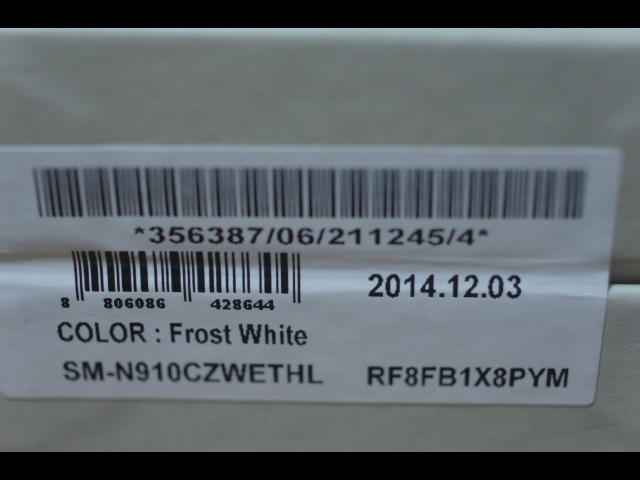 *356387/06/211245/4*
8 806086 428644
2014.12.03
COLOR : Frost White
SM-N910CZWETHL RF8FB1X8PYM